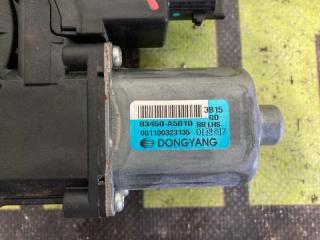 3B15
83450-A5010 GD
RR LHS
001100323135
DONGYANG